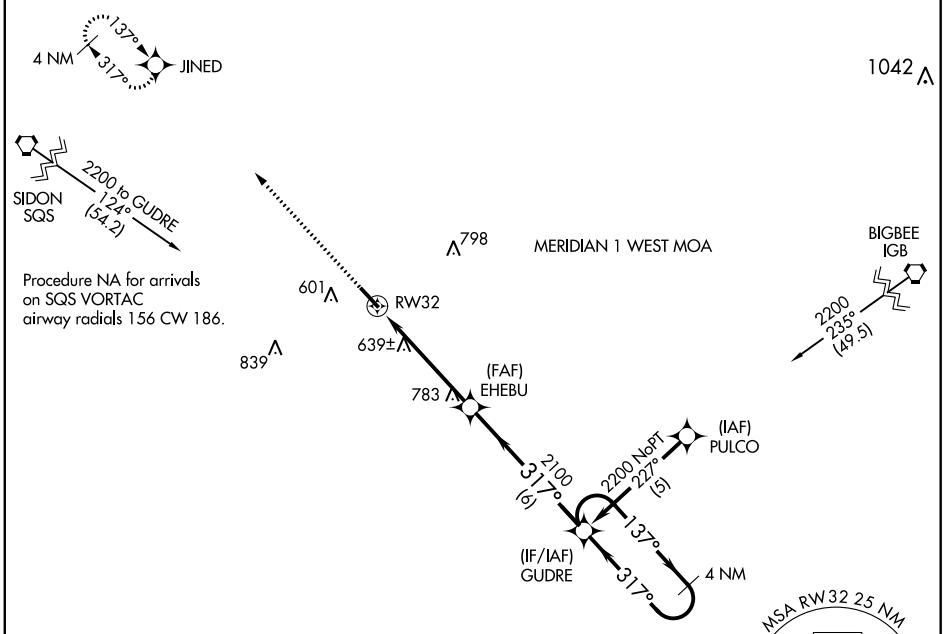 137°
4 NM
317°
JINED
1042
SIDON
SQS
2200 to GUDRE
124°
(54.2)
Procedure NA for arrivals
on SQS VORTAC
airway radials 156 CW 186.
798
MERIDIAN 1 WEST MOA
BIGBEE
IGB
2200
235°
(49.5)
601
RW32
639±
839
(FAF)
EHEBU
783
(IAF)
PULCO
2200 NoPT
227°
(5)
2100
317°
(6)
137°
(IF/IAF)
GUDRE
317°
4 NM
MSA RW32 25 NM